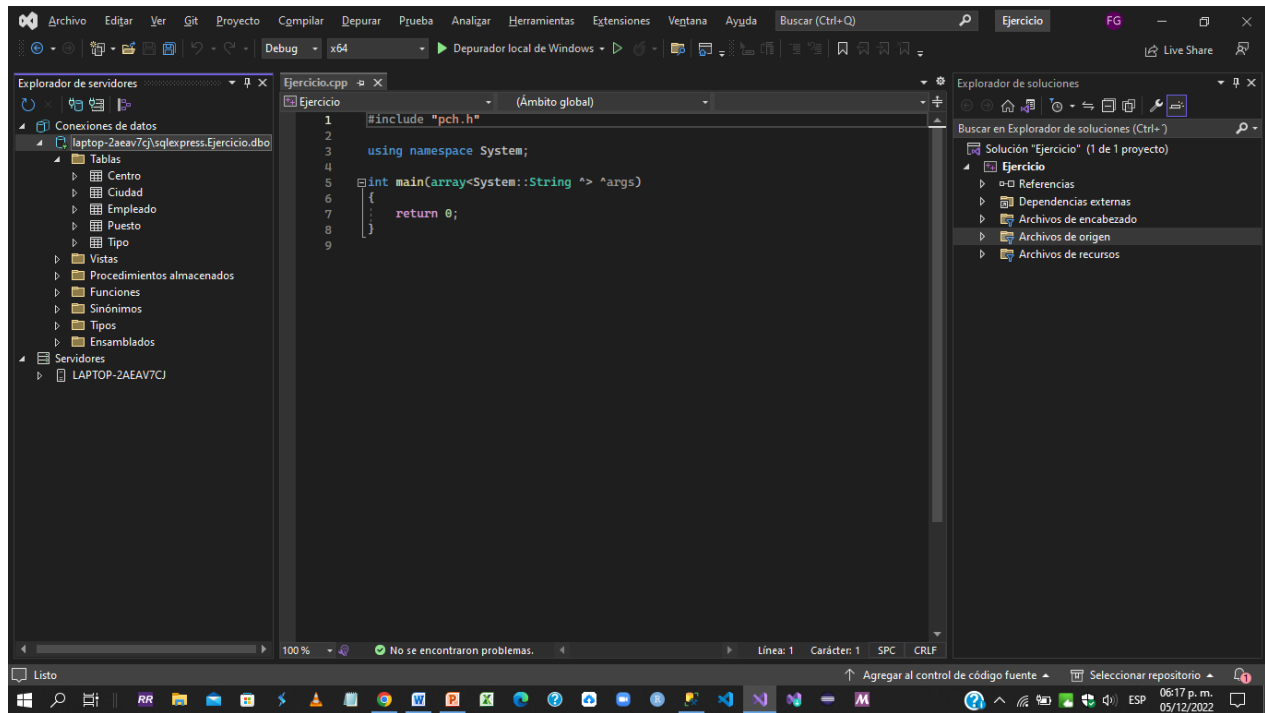 Archivo Editar Ver Git Proyecto Compilar Depurar Prueba Analizar Herramientas Extensiones Ventana Ayuda Buscar (Ctrl+Q) Ejercicio FG
Debug x64 Depurador local de Windows Live Share
Explorador de servidores
Conexiones de datos
laptop-2aeav7cj\sqlexpress.Ejercicio.dbo
Tablas
Centro
Ciudad
Empleado
Puesto
Tipo
Vistas
Procedimientos almacenados
Funciones
Sinónimos
Tipos
Ensamblados
Servidores
LAPTOP-2AEAV7CJ
Ejercicio.cpp
Ejercicio (Ámbito global)
1 #include "pch.h"
2
3 using namespace System;
4
5 int main(array<System::String ^> ^args)
6 {
7 return 0;
8 }
9
100 % No se encontraron problemas. Línea: 1 Carácter: 1 SPC CRLF
Explorador de soluciones
Buscar en Explorador de soluciones (Ctrl+´)
Solución "Ejercicio" (1 de 1 proyecto)
Ejercicio
Referencias
Dependencias externas
Archivos de encabezado
Archivos de origen
Archivos de recursos
Listo Agregar al control de código fuente Seleccionar repositorio 1
RR W P X R M ESP 06:17 p. m.
05/12/2022